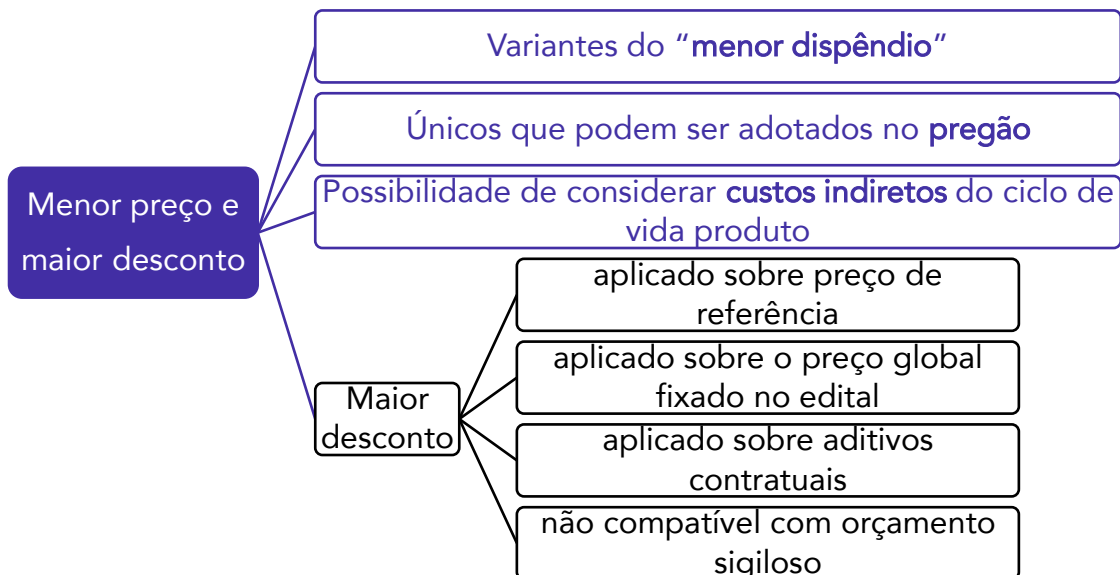 Variantes do “menor dispêndio”
Únicos que podem ser adotados no pregão
Menor preço e
maior desconto
Possibilidade de considerar custos indiretos do ciclo de
vida produto
Maior
desconto
aplicado sobre preço de
referência
aplicado sobre o preço global
fixado no edital
aplicado sobre aditivos
contratuais
não compatível com orçamento
sigiloso